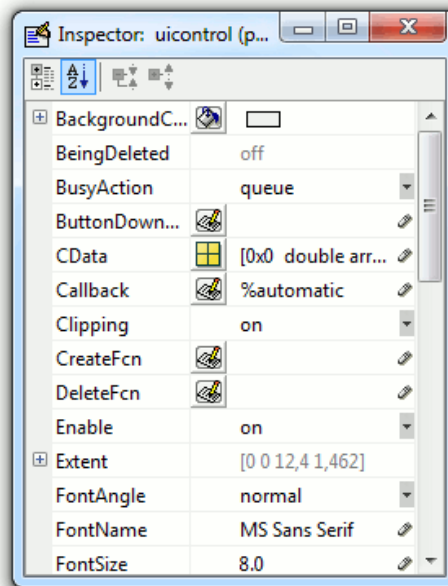 Inspector: uicontrol (p...
BackgroundC...
BeingDeleted off
BusyAction queue
ButtonDown...
CData [0x0 double arr...
Callback %automatic
Clipping on
CreateFcn
DeleteFcn
Enable on
Extent [0 0 12,4 1,462]
FontAngle normal
FontName MS Sans Serif
FontSize 8.0